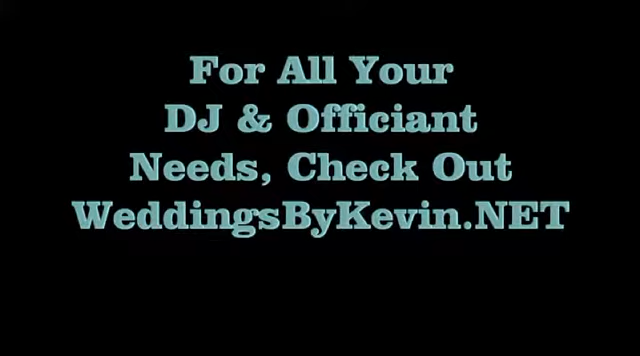 For All Your
DJ & Officiant
Needs, Check Out
WeddingsByKevin.NET